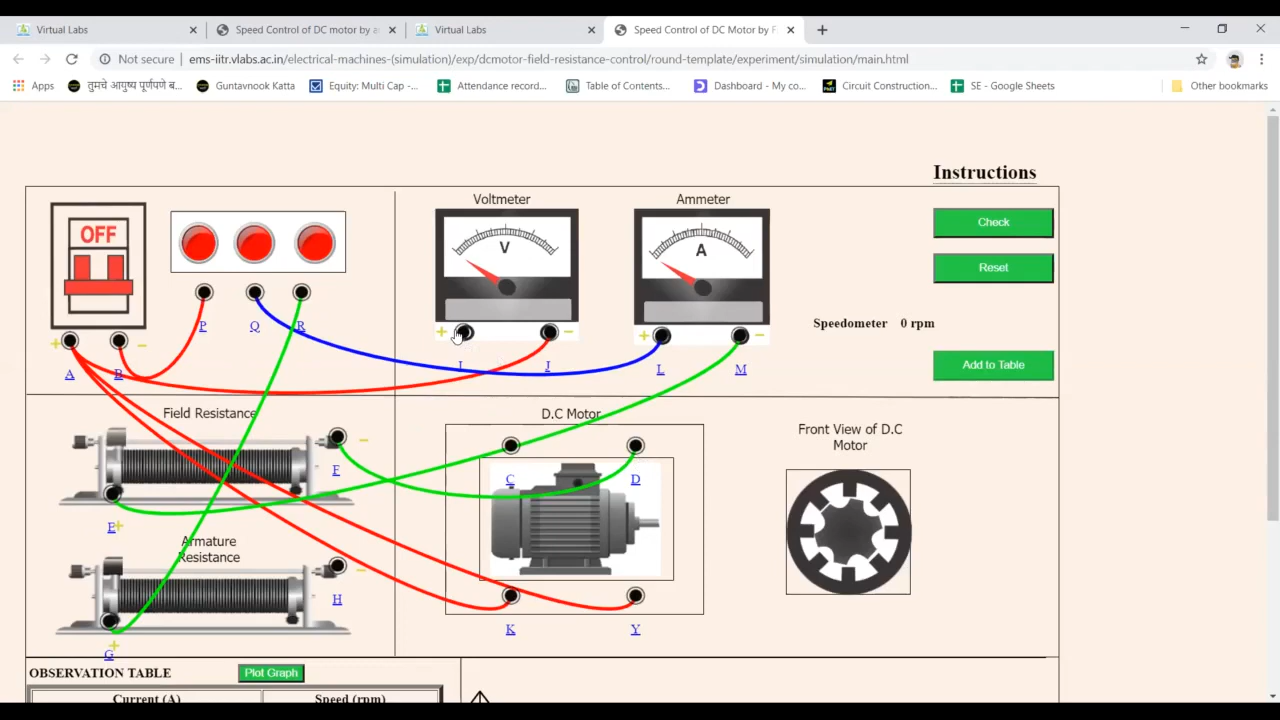 Virtual Labs
Speed Control of DC motor by a
Virtual Labs
Speed Control of DC Motor by F
Not secure
ems-iitr.vlabs.ac.in/electrical-machines-(simulation)/exp/dcmotor-field-resistance-control/round-template/experiment/simulation/main.html
Apps
तुमचे आयुष्य पूर्णपणे ब...
Guntavnook Katta
Equity: Multi Cap -...
Attendance record...
Table of Contents...
Dashboard - My co...
Circuit Construction...
SE - Google Sheets
Other bookmarks
Instructions
OFF
Voltmeter
Ammeter
V
A
Check
Reset
Speedometer 0 rpm
Add to Table
+ −
+ −
+ −
P Q R
A B
I J
L M
Field Resistance
D.C Motor
Front View of D.C
Motor
−
F
C D
E
+
Armature
Resistance
−
H
K Y
+
G
OBSERVATION TABLE
Plot Graph
Current (A)
Speed (rpm)